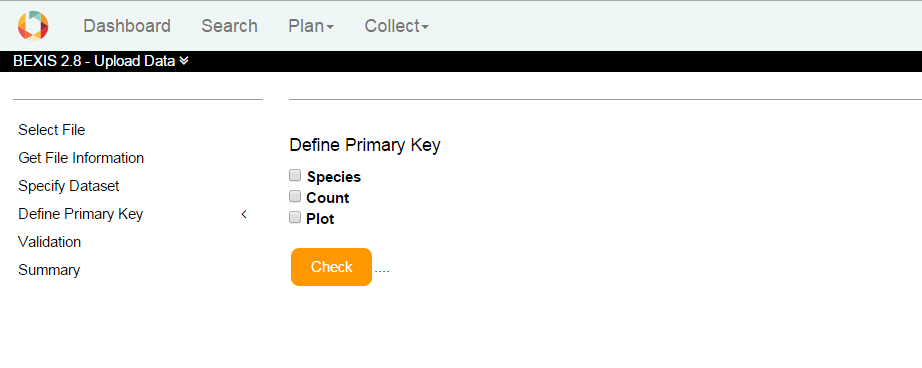 Dashboard Search Plan Collect
BEXIS 2.8 - Upload Data
Select File
Get File Information
Specify Dataset
Define Primary Key
Validation
Summary
Define Primary Key
Species
Count
Plot
Check ....